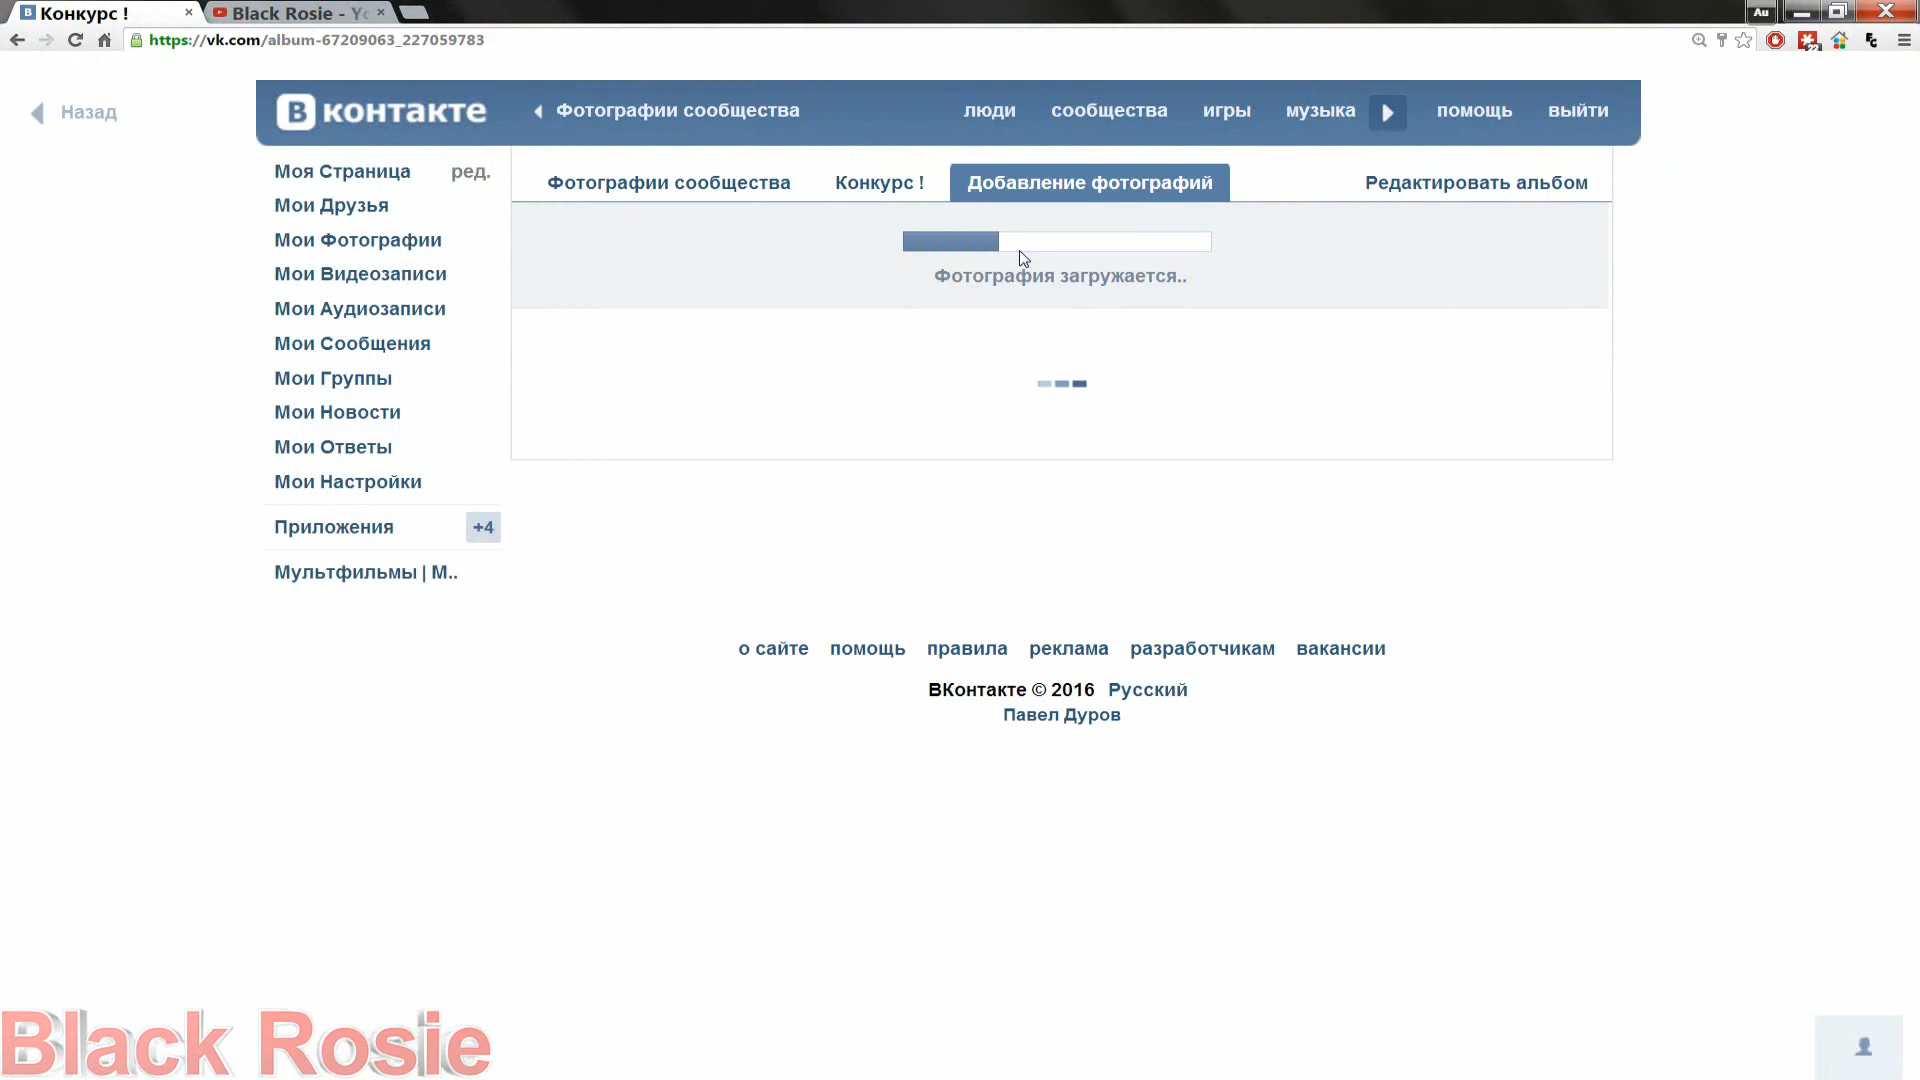 Конкурс !
Black Rosie - Yo
Au
https://vk.com/album-67209063_227059783
22
Назад
В контакте
Фотографии сообщества
люди
сообщества
игры
музыка
помощь
выйти
Моя Страница
ред.
Мои Друзья
Мои Фотографии
Мои Видеозаписи
Мои Аудиозаписи
Мои Сообщения
Мои Группы
Мои Новости
Мои Ответы
Мои Настройки
Приложения
+4
Мультфильмы | М..
Фотографии сообщества
Конкурс !
Добавление фотографий
Редактировать альбом
Фотография загружается..
о сайте
помощь
правила
реклама
разработчикам
вакансии
ВКонтакте © 2016 Русский
Павел Дуров
Black Rosie